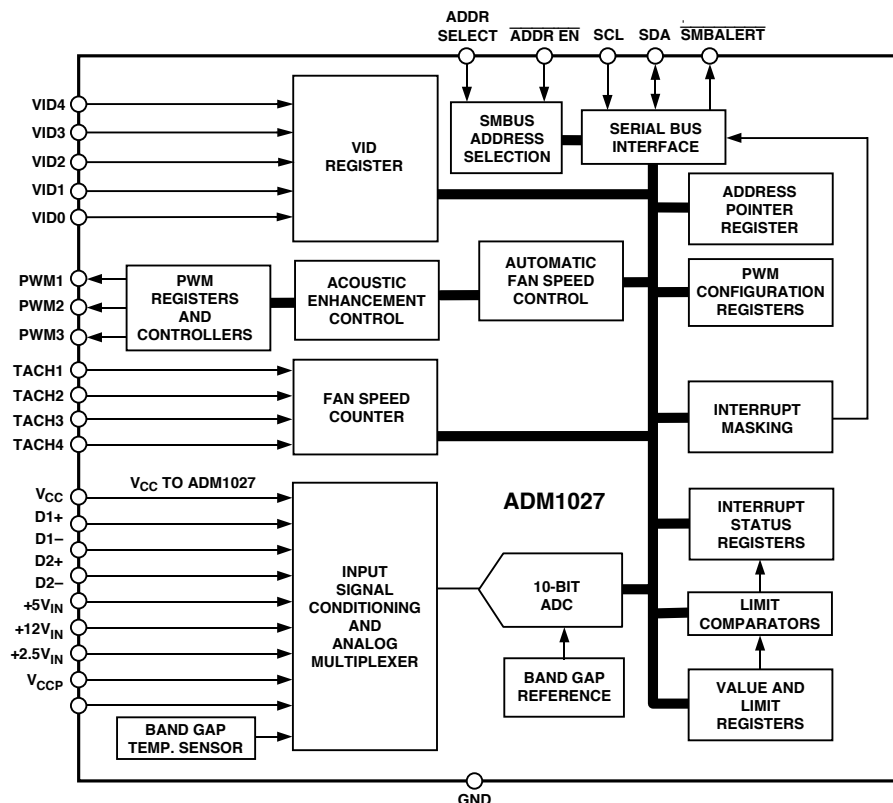 ADDR
SELECT
ADDR EN
SCL
SDA
SMBALERT
VID4
VID3
VID2
VID1
VID0
VID
REGISTER
SMBUS
ADDRESS
SELECTION
SERIAL BUS
INTERFACE
ADDRESS
POINTER
REGISTER
PWM1
PWM2
PWM3
PWM
REGISTERS
AND
CONTROLLERS
ACOUSTIC
ENHANCEMENT
CONTROL
AUTOMATIC
FAN SPEED
CONTROL
PWM
CONFIGURATION
REGISTERS
TACH1
TACH2
TACH3
TACH4
FAN SPEED
COUNTER
INTERRUPT
MASKING
VCC
D1+
D1–
D2+
D2–
+5VIN
+12VIN
+2.5VIN
VCCP
VCC TO ADM1027
INPUT
SIGNAL
CONDITIONING
AND
ANALOG
MULTIPLEXER
ADM1027
10-BIT
ADC
INTERRUPT
STATUS
REGISTERS
LIMIT
COMPARATORS
BAND GAP
REFERENCE
VALUE AND
LIMIT
REGISTERS
BAND GAP
TEMP. SENSOR
GND